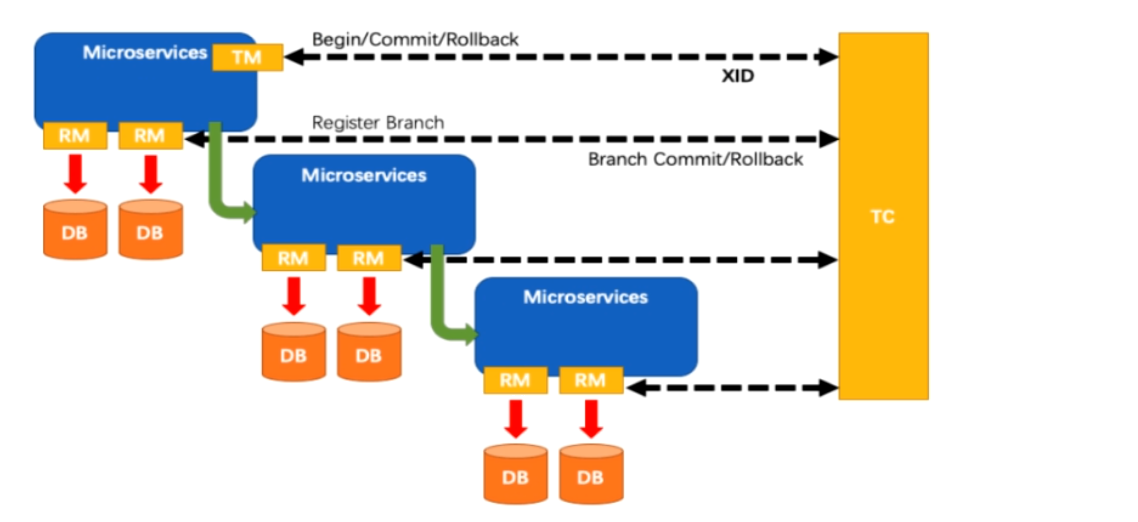 Begin/Commit/Rollback
Microservices
TM
XID
Register Branch
RM
RM
Branch Commit/Rollback
Microservices
TC
DB
DB
RM
RM
Microservices
DB
DB
RM
RM
DB
DB